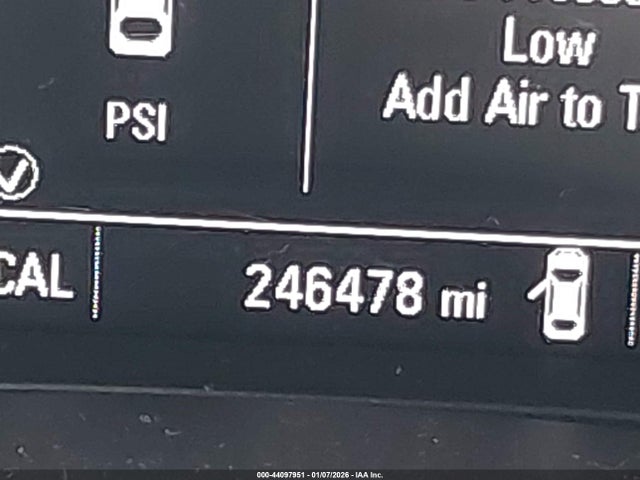 Low
Add Air to T
PSI
CAL
246478 mi
000-44097951 - 01/07/2026 - IAA Inc.